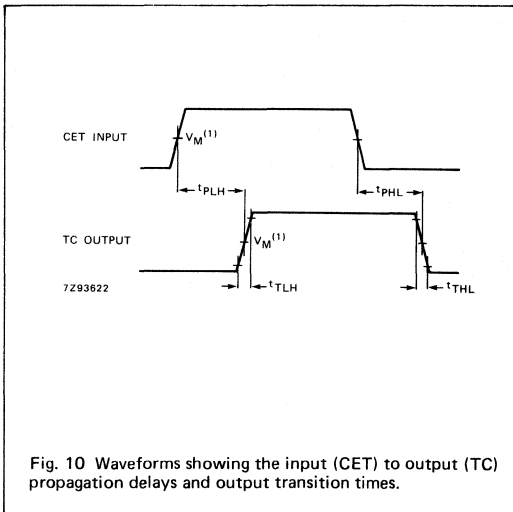 CET INPUT
VM(1)
tPLH
tPHL
TC OUTPUT
VM(1)
7Z93622
tTLH
tTHL
Fig. 10 Waveforms showing the input (CET) to output (TC)
propagation delays and output transition times.